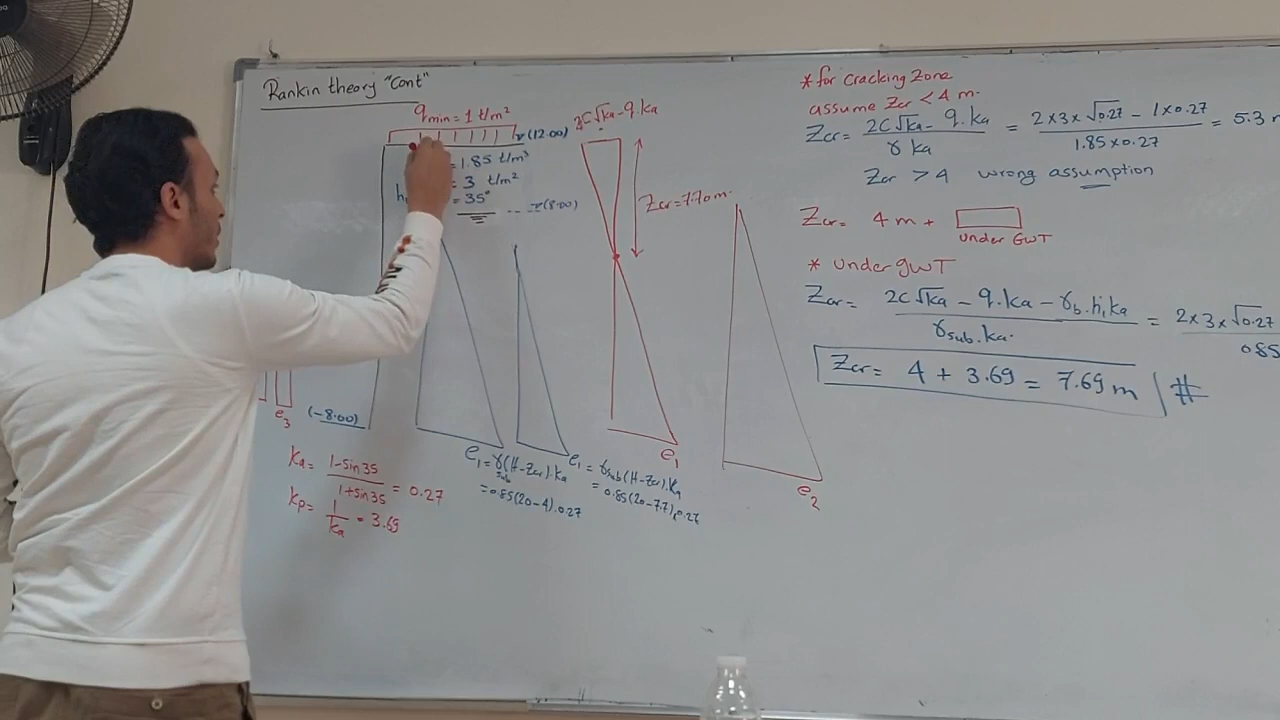 Rankin theory "Cont"
qmin = 1 t/m²
(12.00)
= 1.85 t/m³
= 3 t/m²
= 35°
(8.00)
(-8.00)
e₃
Ka = 1-sin35 / 1+sin35 = 0.27
Kp = 1/Ka = 3.69
e₁ = γsub(H-Zcr).Ka
= 0.85(20-4).0.27
e₁ = γsub(H-Zcr).Ka
= 0.85(20-7.7).0.27
2C√Ka - q.Ka
Zcr = 7.70 m.
e₁
e₂
* for cracking Zone
assume Zcr < 4 m.
Zcr = 2C√Ka - q.Ka / γ Ka = 2×3×√0.27 - 1×0.27 / 1.85×0.27 = 5.3 m
Zcr > 4 wrong assumption
Zcr = 4m +
under GWT
* Under gwT
Zcr = 2C√Ka - q.Ka - γb.h₁Ka / γsub.Ka. = 2×3×√0.27 / 0.85
Zcr = 4 + 3.69 = 7.69 m #